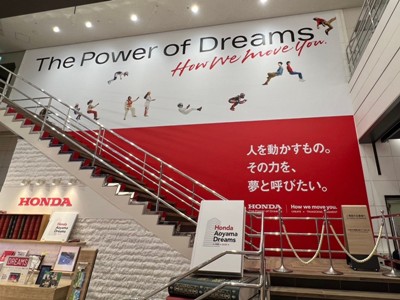 The Power of Dreams
How we move you.
人を動かすもの。
その力を、
夢と呼びたい。
HONDA
HONDA
How we move you.
Honda
Aoyama
Dreams